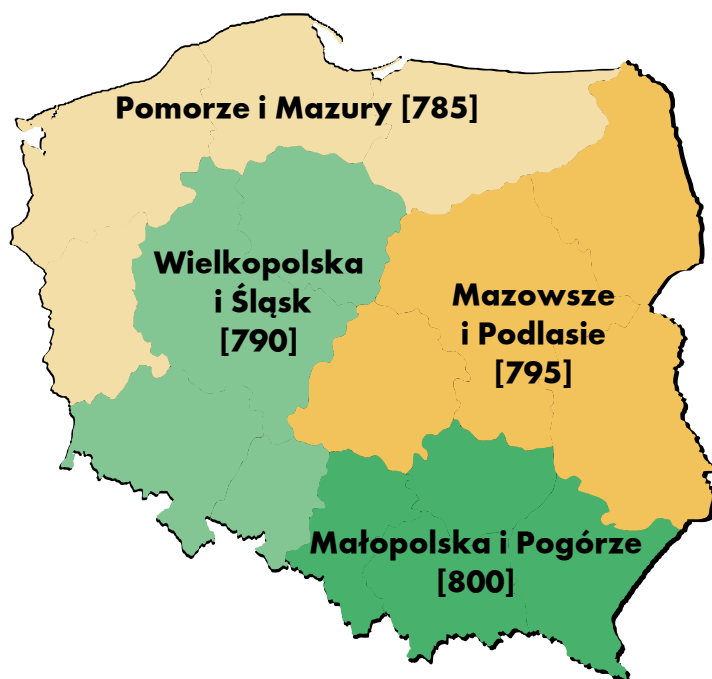 Pomorze i Mazury [785]
Wielkopolska
i Śląsk
[790]
Mazowsze
i Podlasie
[795]
Małopolska i Pogórze
[800]